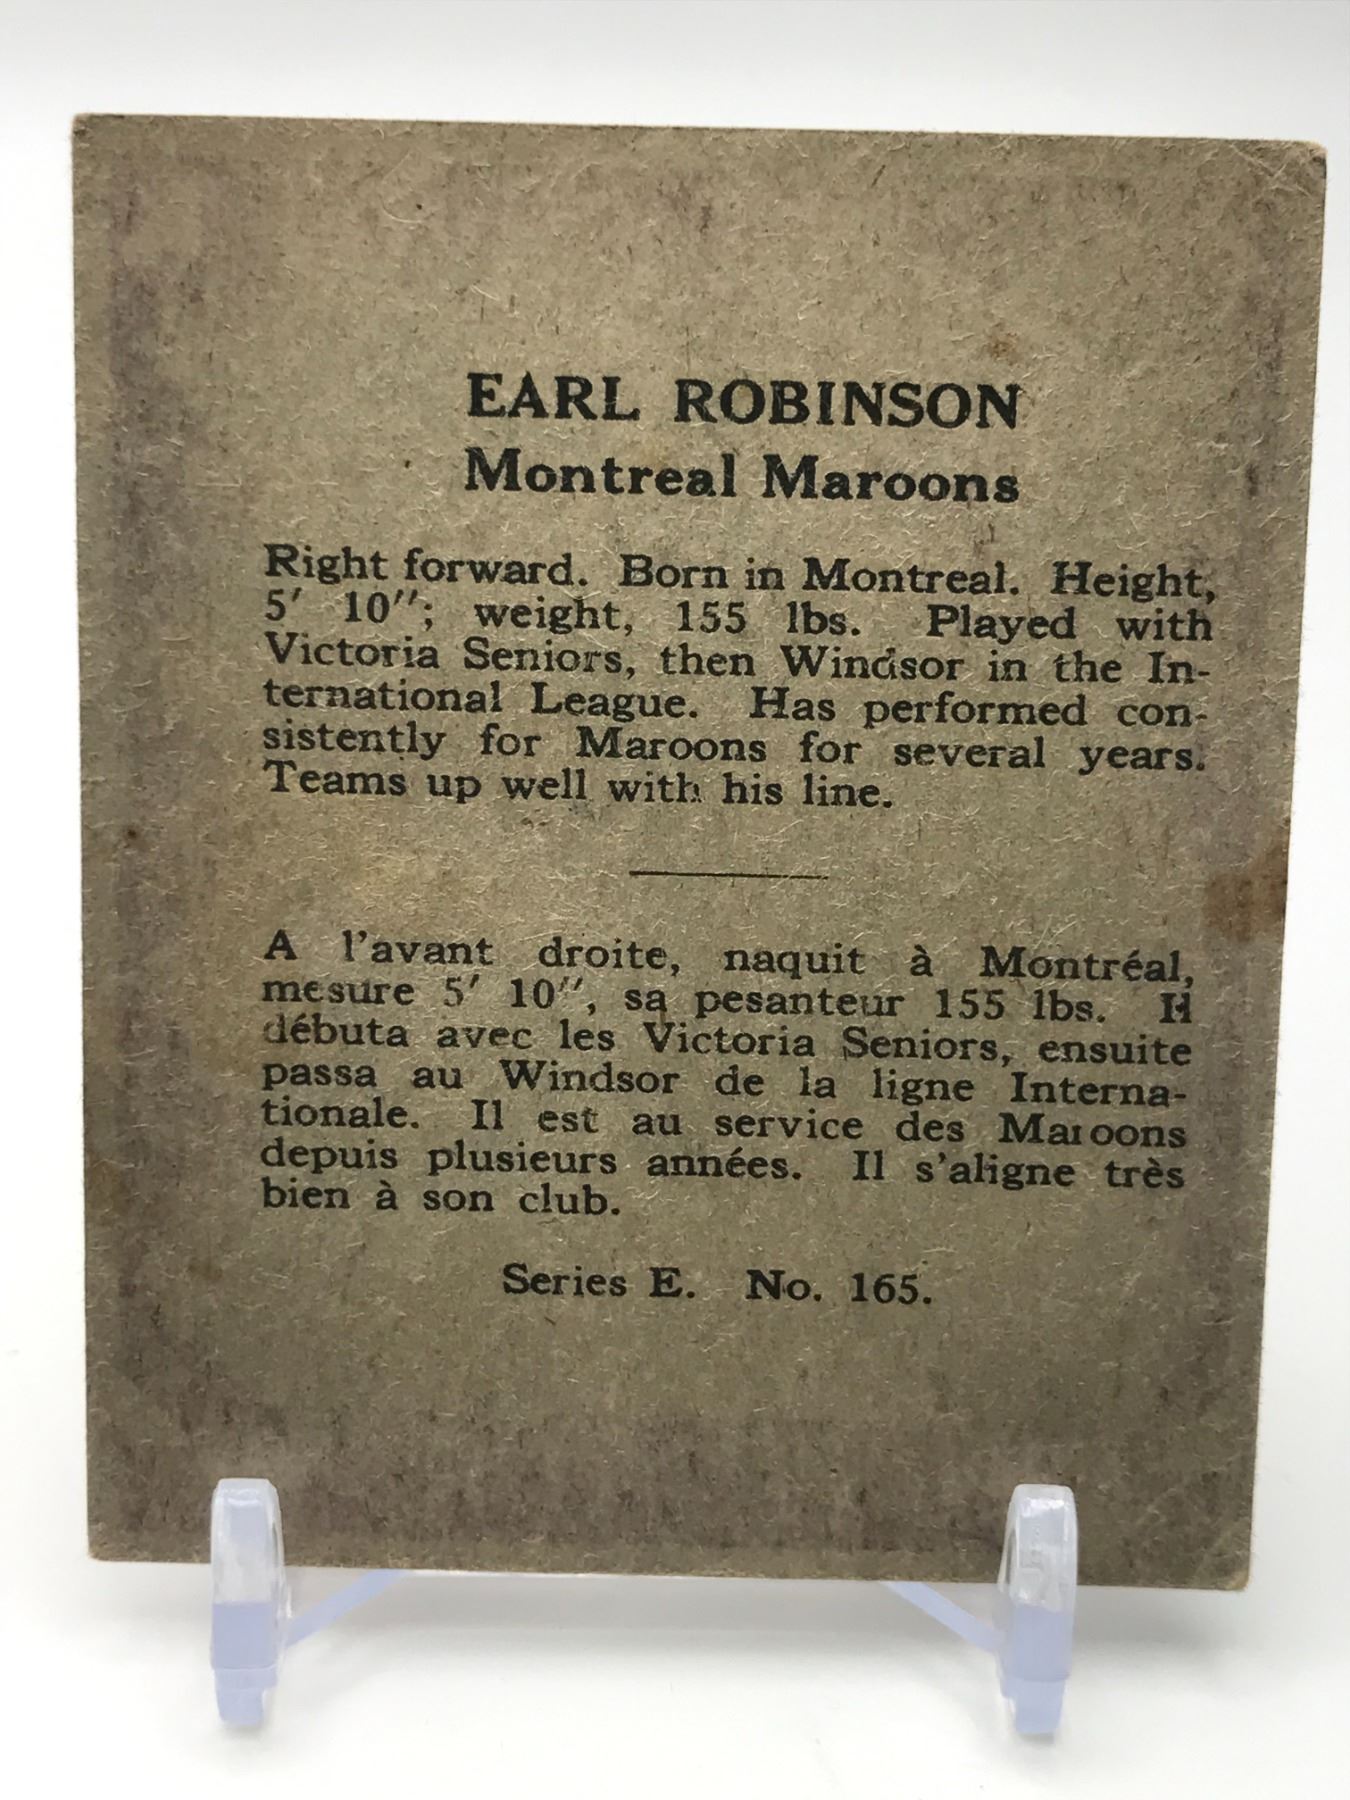 EARL ROBINSON
Montreal Maroons
Right forward. Born in Montreal. Height,
5′ 10″; weight, 155 lbs. Played with
Victoria Seniors, then Windsor in the In-
ternational League. Has performed con-
sistently for Maroons for several years.
Teams up well with his line.
A l'avant droite, naquit à Montréal,
mesure 5′ 10″, sa pesanteur 155 lbs. Il
débuta avec les Victoria Seniors, ensuite
passa au Windsor de la ligne Interna-
tionale. Il est au service des Maroons
depuis plusieurs années. Il s'aligne très
bien à son club.
Series E. No. 165.